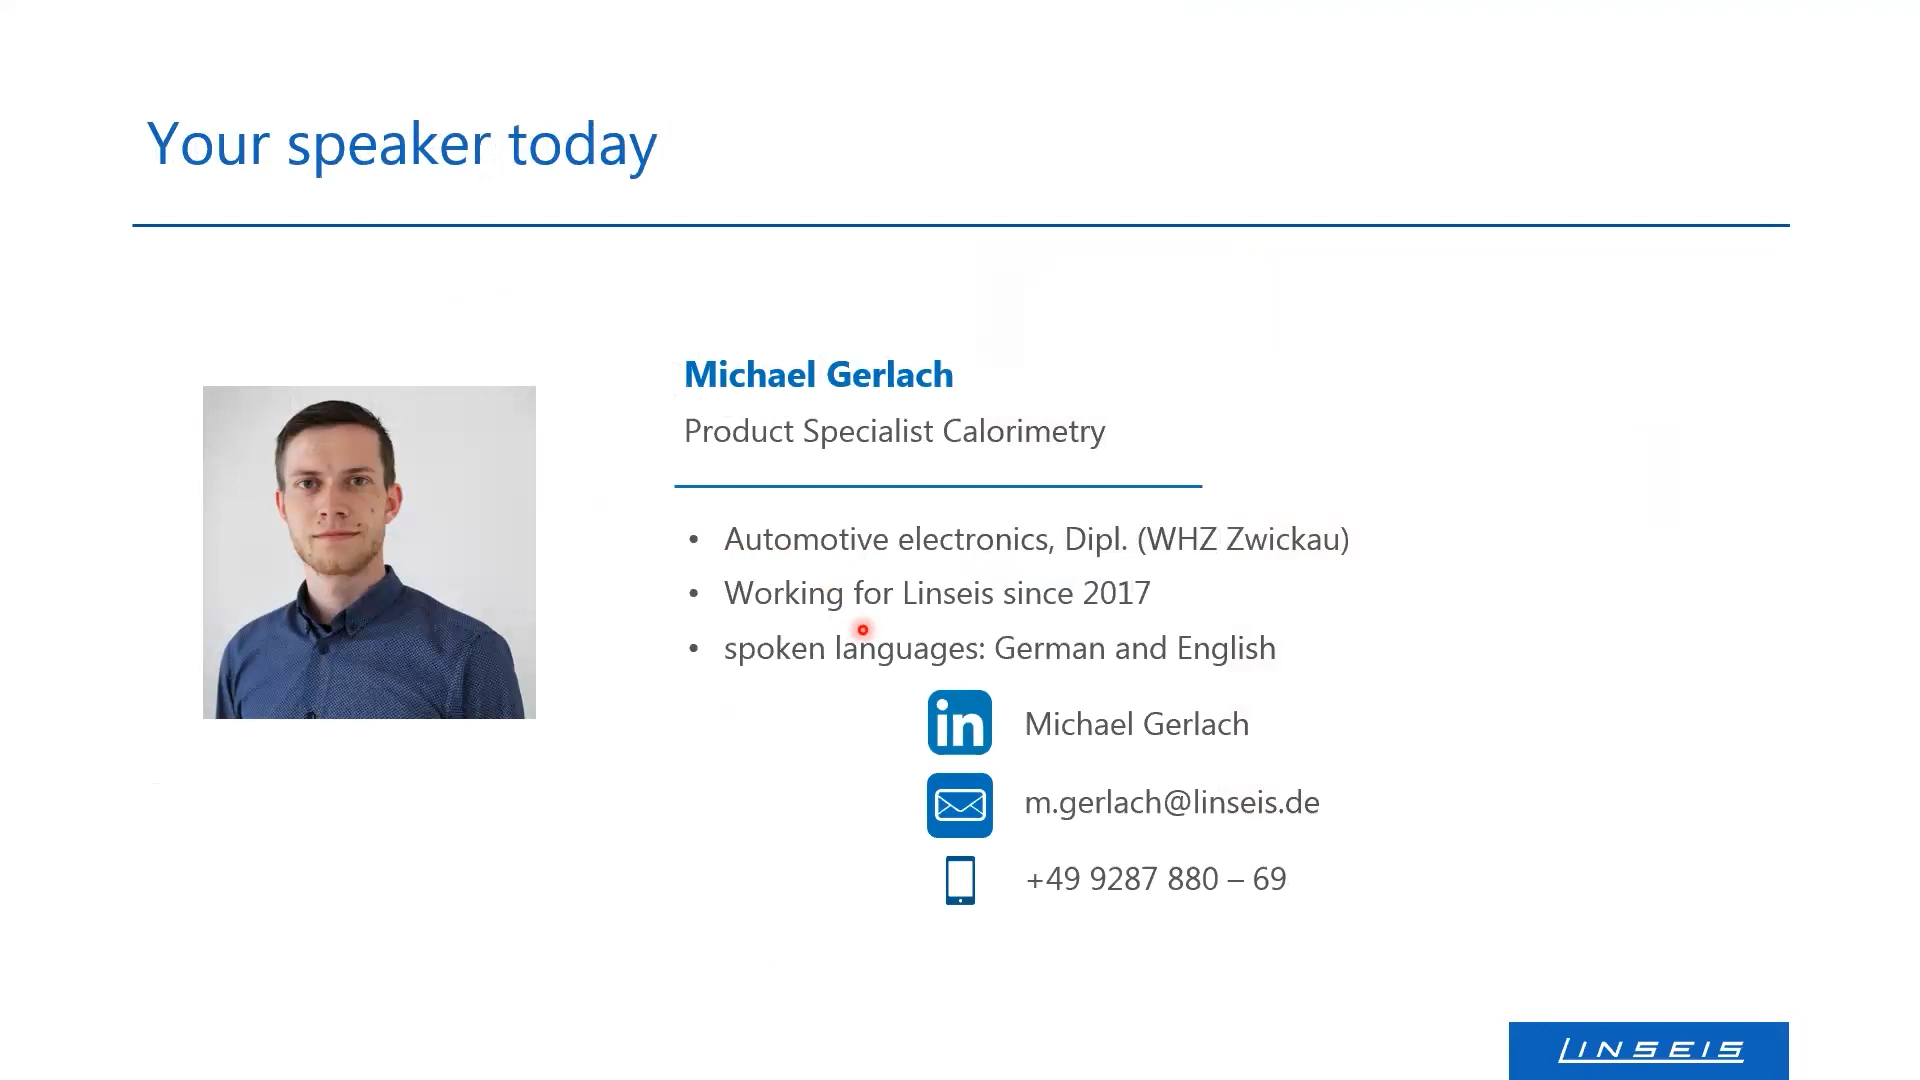 Your speaker today
Michael Gerlach
Product Specialist Calorimetry
• Automotive electronics, Dipl. (WHZ Zwickau)
• Working for Linseis since 2017
• spoken languages: German and English
in Michael Gerlach
m.gerlach@linseis.de
+49 9287 880 – 69
LINSEIS